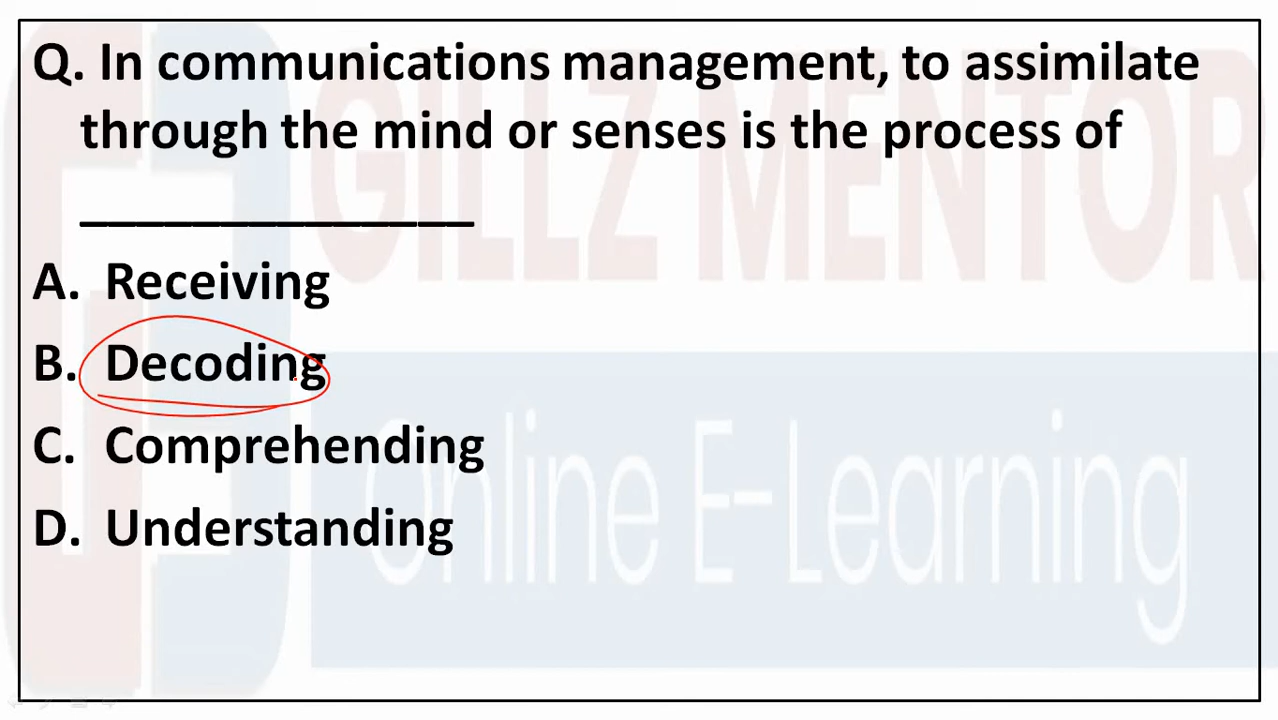 Q. In communications management, to assimilate
through the mind or senses is the process of
______________
A. Receiving
B. Decoding
C. Comprehending
D. Understanding
GILLZ MENTOR
Online E-Learning